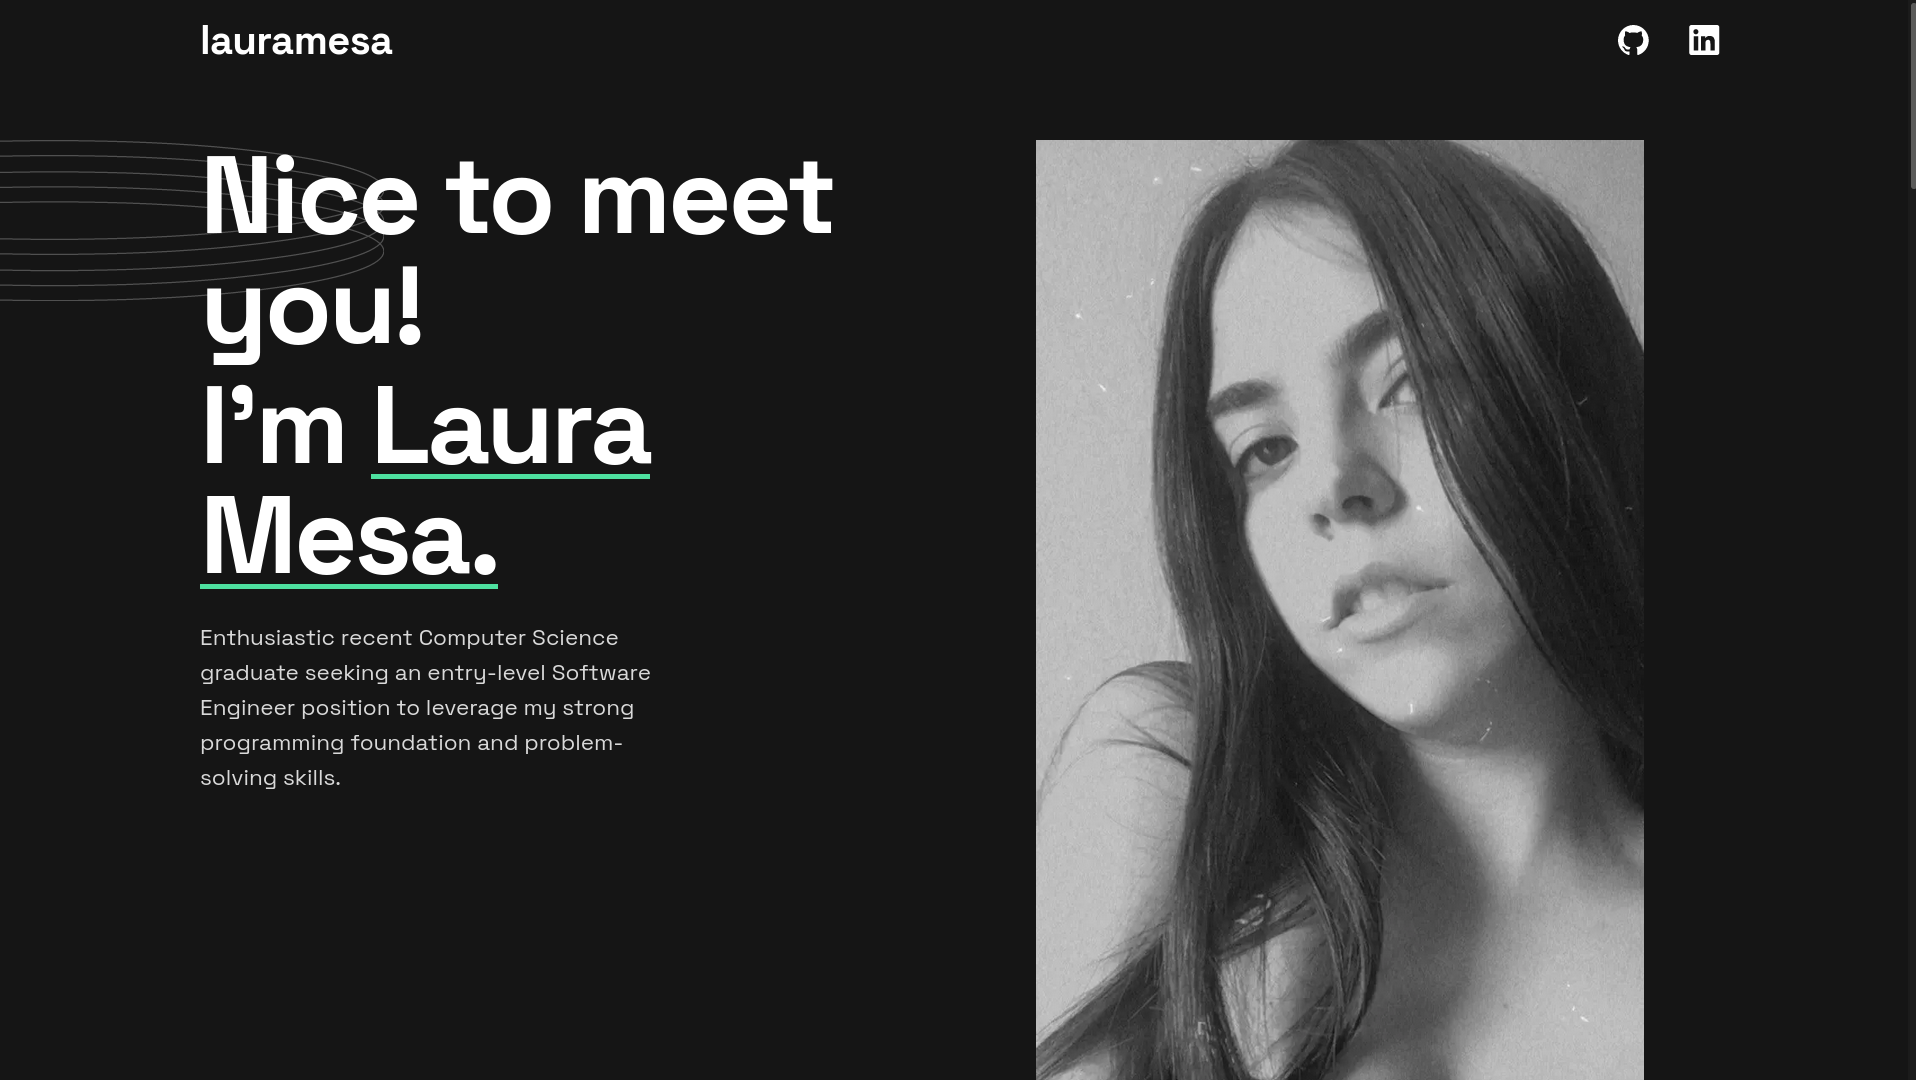 lauramesa
Nice to meet
you!
I’m Laura
Mesa.
Enthusiastic recent Computer Science
graduate seeking an entry-level Software
Engineer position to leverage my strong
programming foundation and problem-
solving skills.